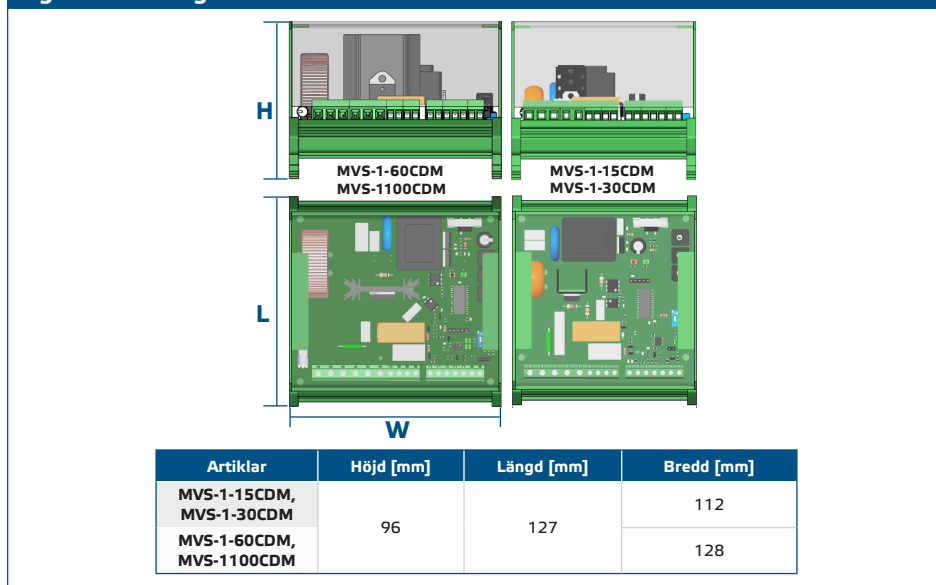 H
MVS-1-60CDM
MVS-1100CDM
MVS-1-15CDM
MVS-1-30CDM
L
W
Artiklar Höjd [mm] Längd [mm] Bredd [mm]
MVS-1-15CDM,
MVS-1-30CDM
96 127 112
MVS-1-60CDM,
MVS-1100CDM
128